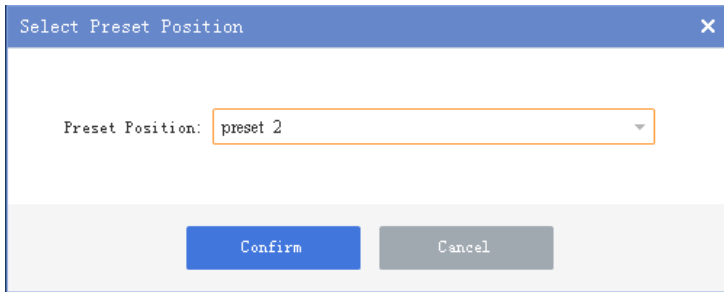 Select Preset Position
Preset Position: preset 2
Confirm Cancel